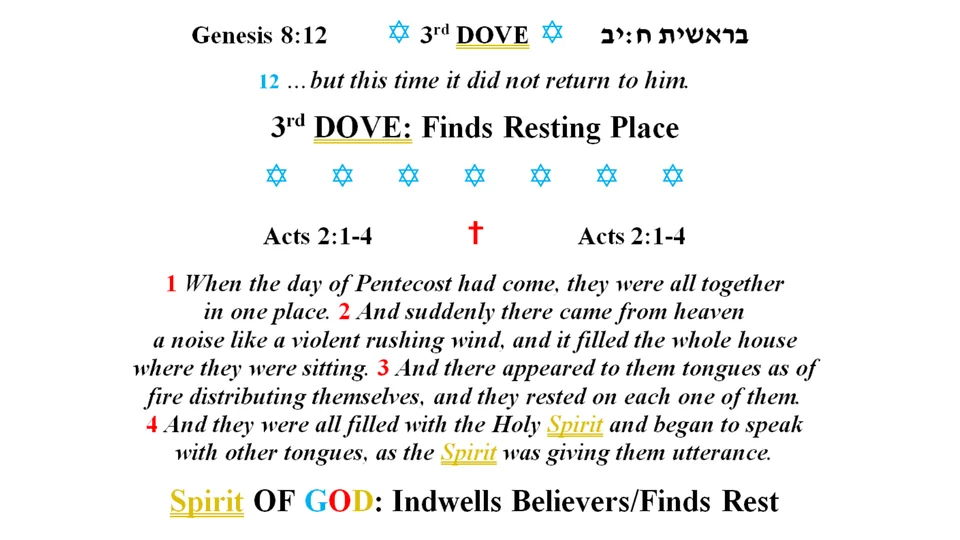 Genesis 8:12 ✡ 3rd DOVE ✡ בראשית ח:יב
12 …but this time it did not return to him.
3rd DOVE: Finds Resting Place
✡ ✡ ✡ ✡ ✡ ✡ ✡
Acts 2:1-4 † Acts 2:1-4
1 When the day of Pentecost had come, they were all together
in one place. 2 And suddenly there came from heaven
a noise like a violent rushing wind, and it filled the whole house
where they were sitting. 3 And there appeared to them tongues as of
fire distributing themselves, and they rested on each one of them.
4 And they were all filled with the Holy Spirit and began to speak
with other tongues, as the Spirit was giving them utterance.
Spirit OF GOD: Indwells Believers/Finds Rest